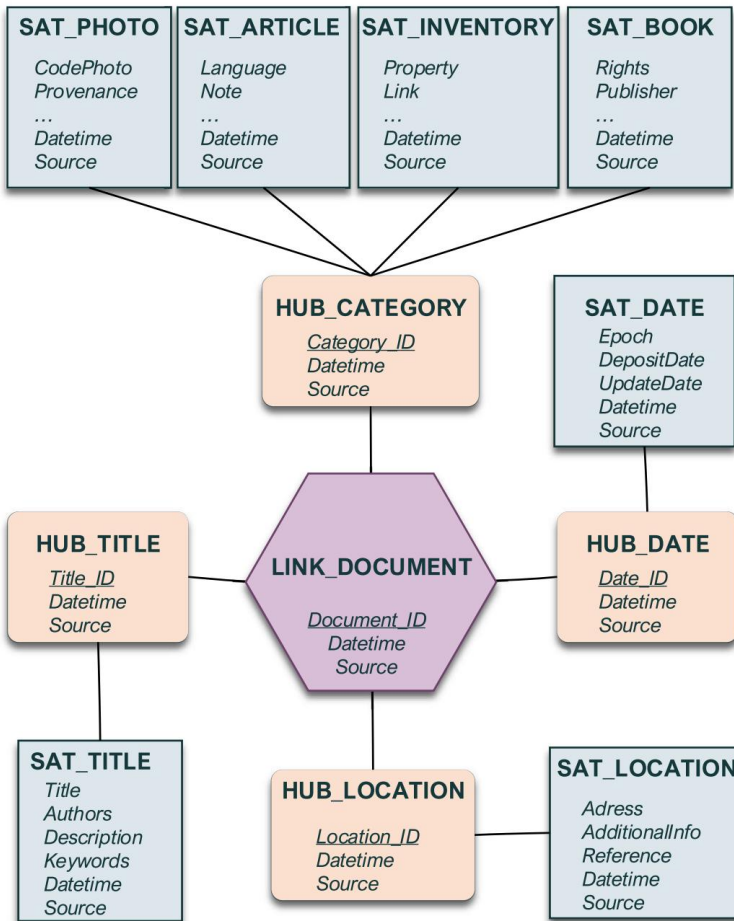 SAT_PHOTO
CodePhoto
Provenance
...
Datetime
Source
SAT_ARTICLE
Language
Note
...
Datetime
Source
SAT_INVENTORY
Property
Link
...
Datetime
Source
SAT_BOOK
Rights
Publisher
...
Datetime
Source
HUB_CATEGORY
Category_ID
Datetime
Source
SAT_DATE
Epoch
DepositDate
UpdateDate
Datetime
Source
HUB_TITLE
Title_ID
Datetime
Source
LINK_DOCUMENT
Document_ID
Datetime
Source
HUB_DATE
Date_ID
Datetime
Source
SAT_TITLE
Title
Authors
Description
Keywords
Datetime
Source
HUB_LOCATION
Location_ID
Datetime
Source
SAT_LOCATION
Adress
AdditionalInfo
Reference
Datetime
Source